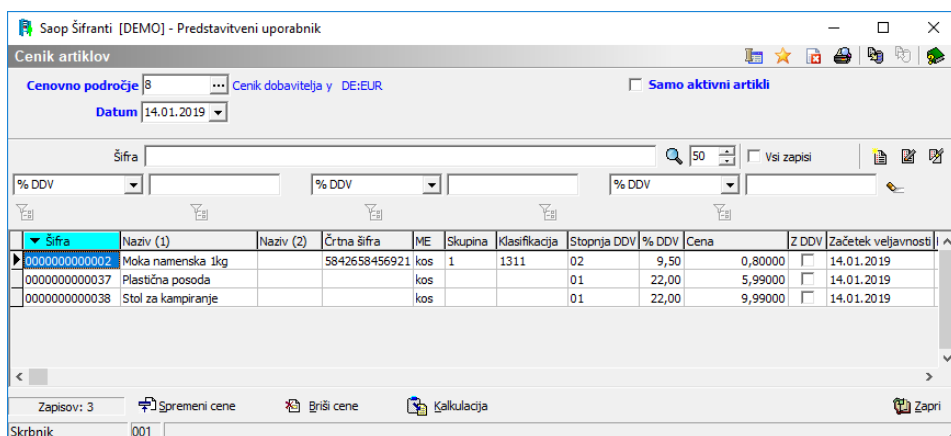 Saop Šifranti [DEMO] - Predstavitveni uporabnik
Cenik artiklov
Cenovno področje 8 ... Cenik dobavitelja y DE:EUR Samo aktivni artikli
Datum 14.01.2019
Šifra 50 Vsi zapisi
% DDV % DDV % DDV
Šifra Naziv (1) Naziv (2) Črtna šifra ME Skupina Klasifikacija Stopnja DDV % DDV Cena Z DDV Začetek veljavnosti
0000000000002 Moka namenska 1kg 5842658456921 kos 1 1311 02 9,50 0,80000 14.01.2019
0000000000037 Plastična posoda kos 01 22,00 5,99000 14.01.2019
0000000000038 Stol za kampiranje kos 01 22,00 9,99000 14.01.2019
Zapisov: 3 Spremeni cene Briši cene Kalkulacija Zapri
Skrbnik 001